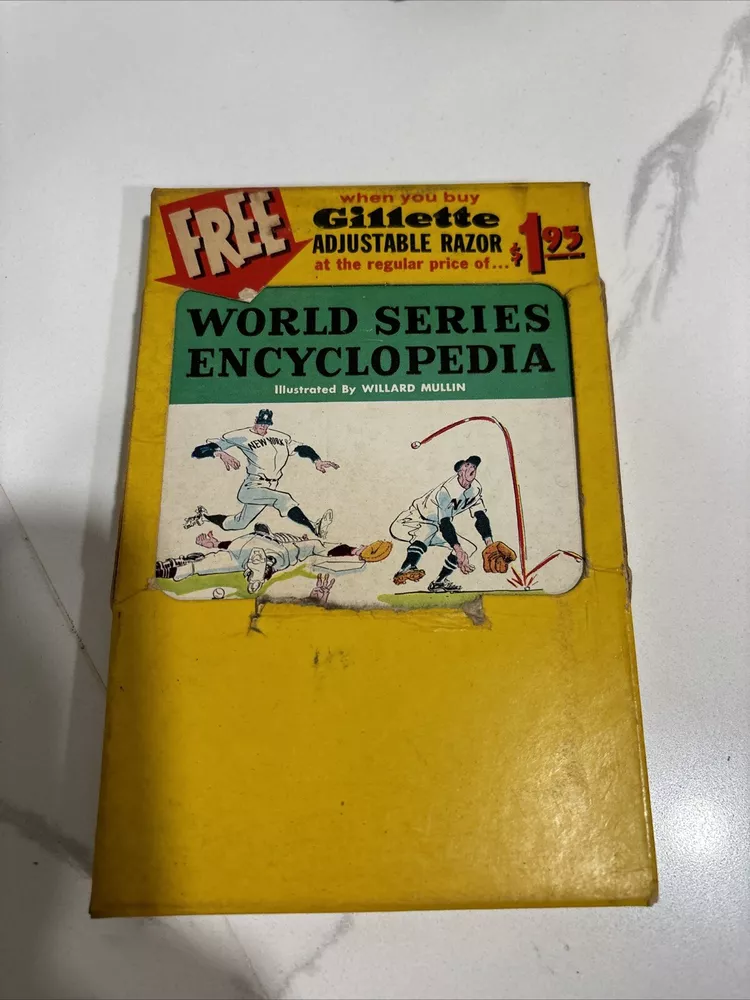 FREE
when you buy
Gillette
ADJUSTABLE RAZOR
at the regular price of...
$1.95
WORLD SERIES
ENCYCLOPEDIA
Illustrated By WILLARD MULLIN
NEW YORK
N.Y.